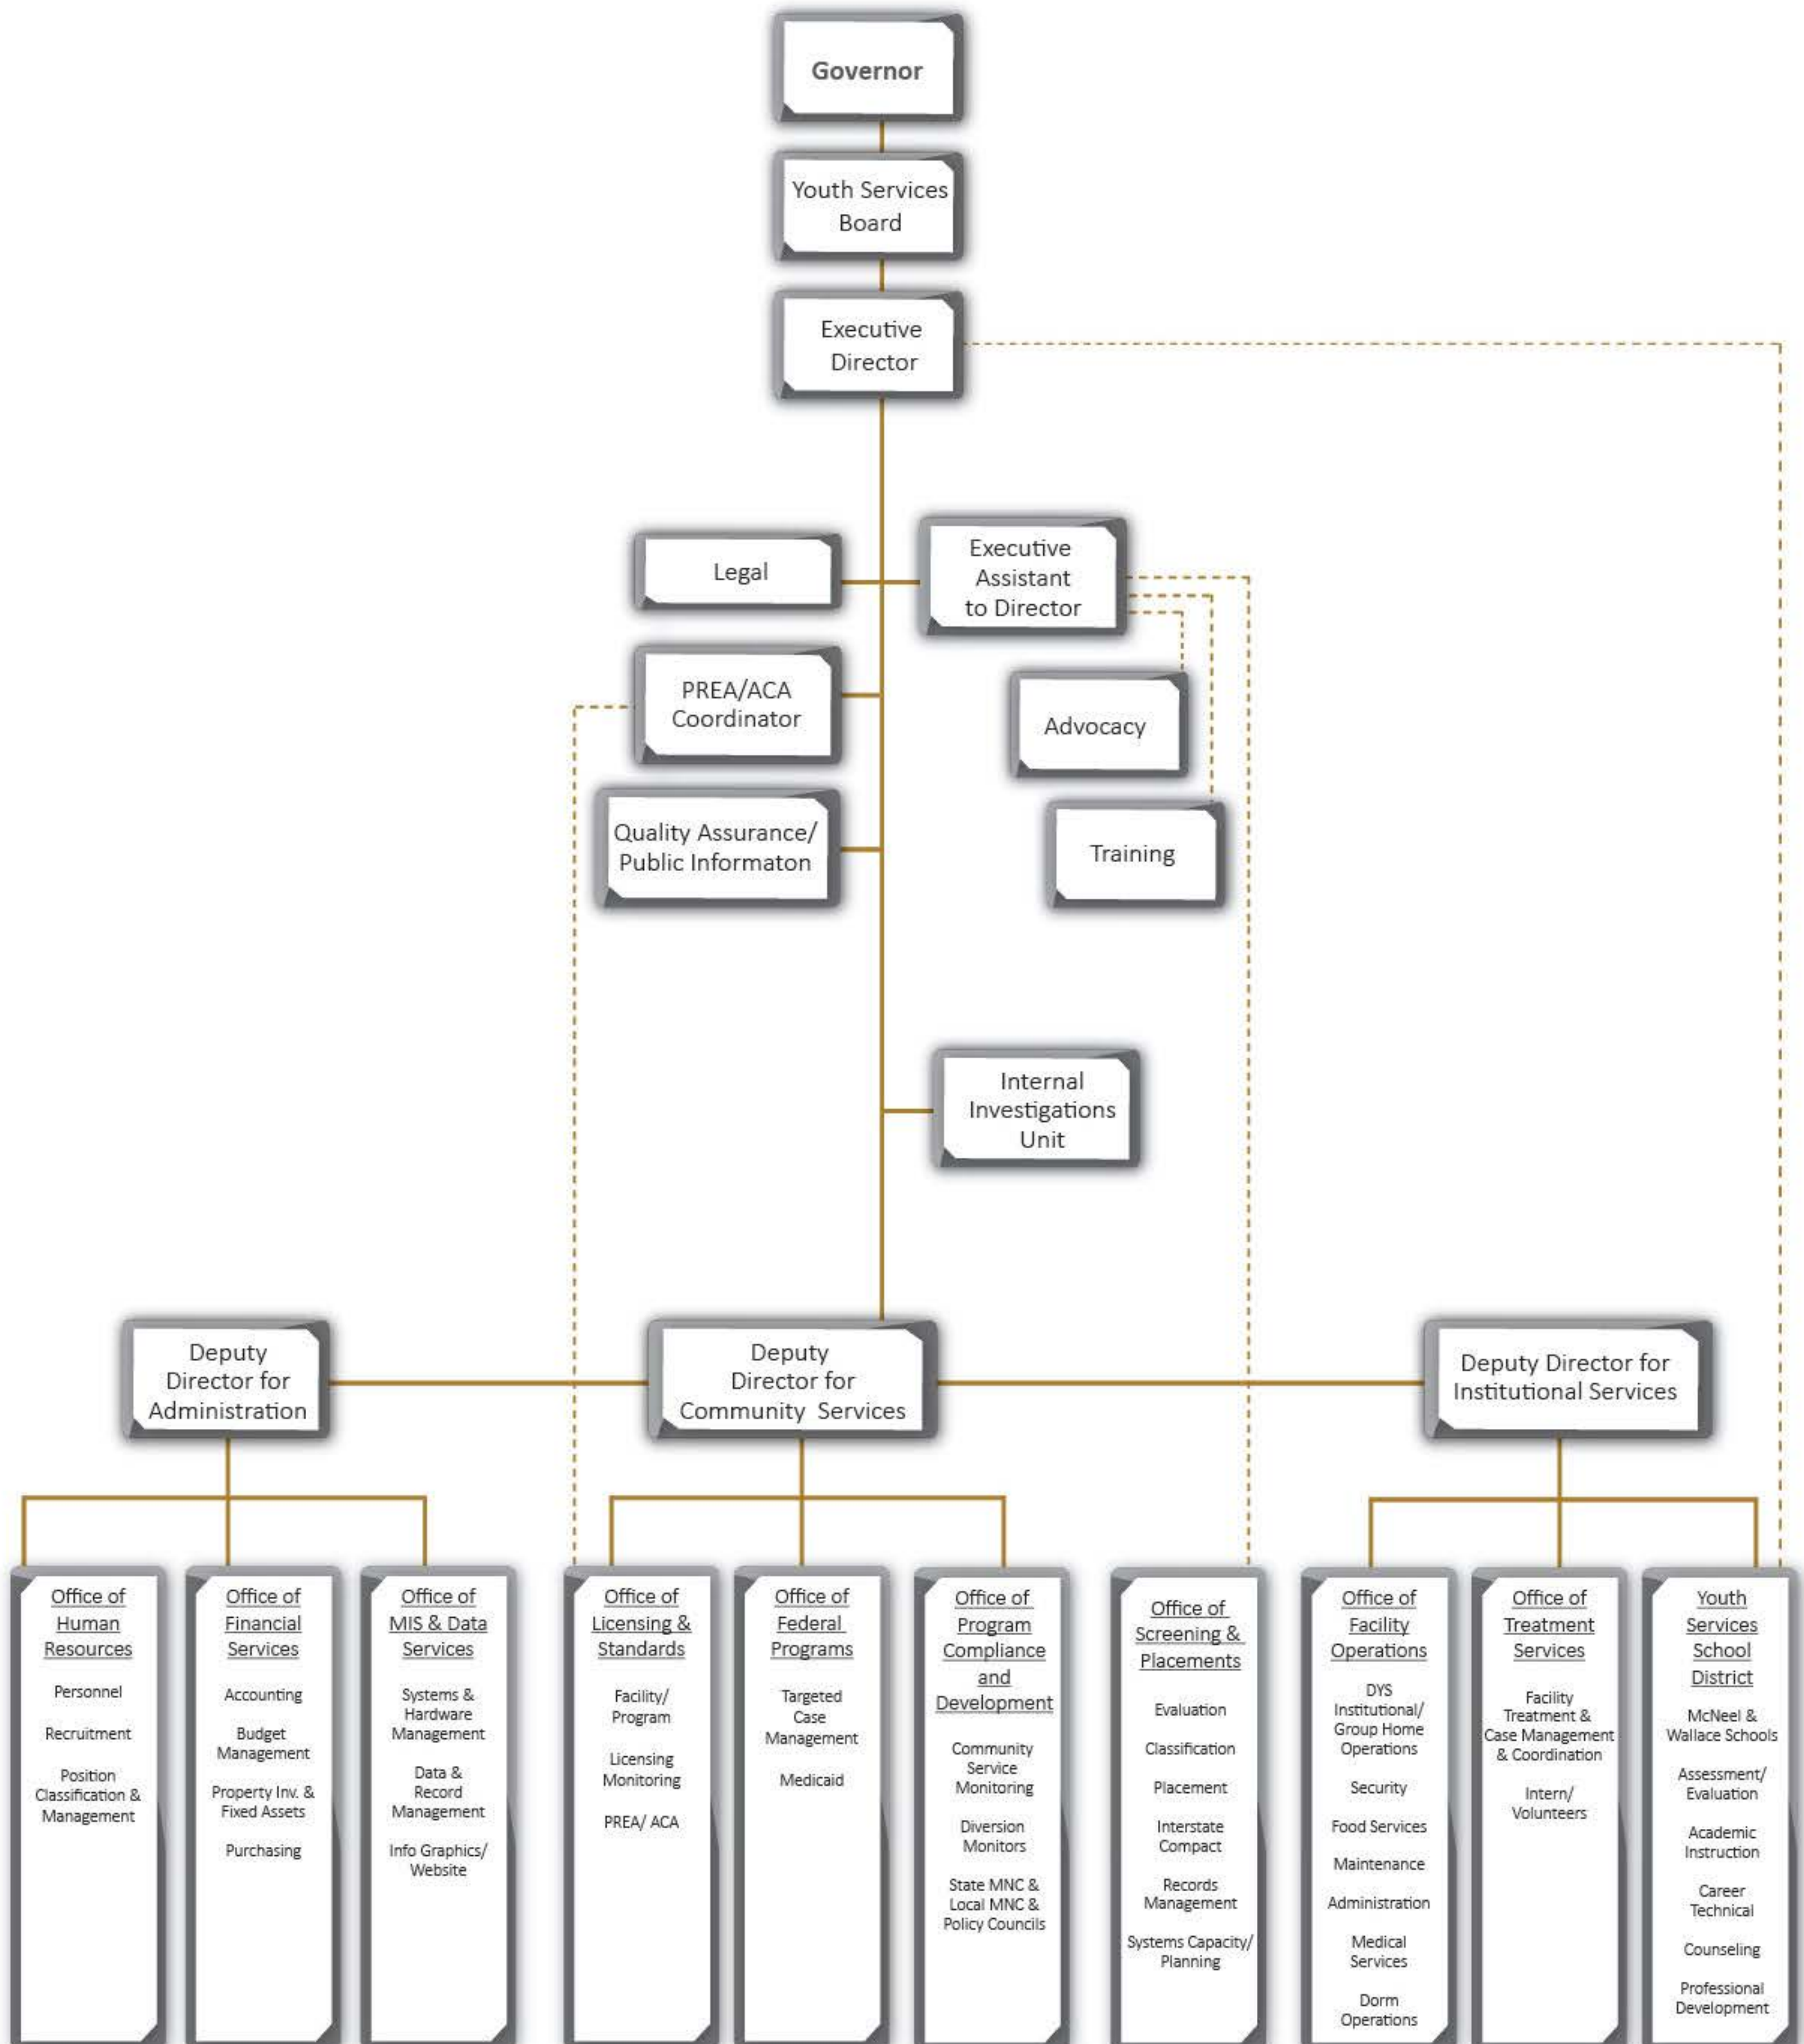 Governor
Youth Services
Board
Executive
Director
Legal
Executive
Assistant
to Director
PREA/ACA
Coordinator
Advocacy
Quality Assurance/
Public Informaton
Training
Internal
Investigations
Unit
Deputy
Director for
Administration
Deputy
Director for
Community Services
Deputy Director for
Institutional Services
Office of
Human
Resources
Personnel
Recruitment
Position
Classification &
Management
Office of
Financial
Services
Accounting
Budget
Management
Property Inv. &
Fixed Assets
Purchasing
Office of
MIS & Data
Services
Systems &
Hardware
Management
Data &
Record
Management
Info Graphics/
Website
Office of
Licensing &
Standards
Facility/
Program
Licensing
Monitoring
PREA/ ACA
Office of
Federal
Programs
Targeted
Case
Management
Medicaid
Office of
Program
Compliance
and
Development
Community
Service
Monitoring
Diversion
Monitors
State MNC &
Local MNC &
Policy Councils
Office of
Screening &
Placements
Evaluation
Classification
Placement
Interstate
Compact
Records
Management
Systems Capacity/
Planning
Office of
Facility
Operations
DYS
Institutional/
Group Home
Operations
Security
Food Services
Maintenance
Administration
Medical
Services
Dorm
Operations
Office of
Treatment
Services
Facility
Treatment &
Case Management
& Coordination
Intern/
Volunteers
Youth
Services
School
District
McNeel &
Wallace Schools
Assessment/
Evaluation
Academic
Instruction
Career
Technical
Counseling
Professional
Development